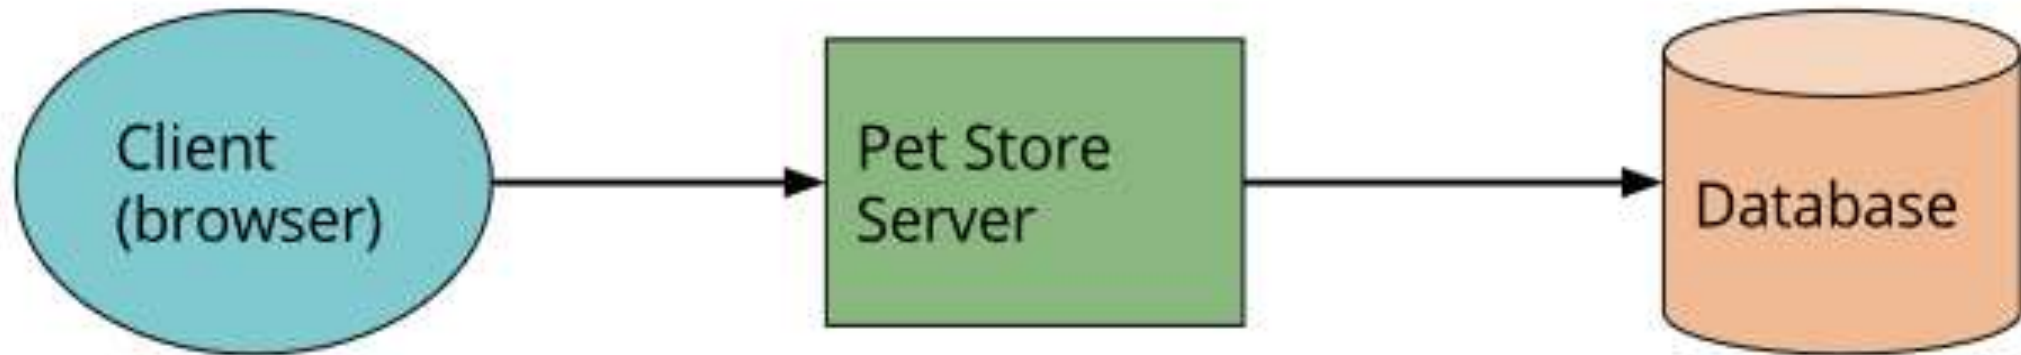 Client
(browser)
Pet Store
Server
Database